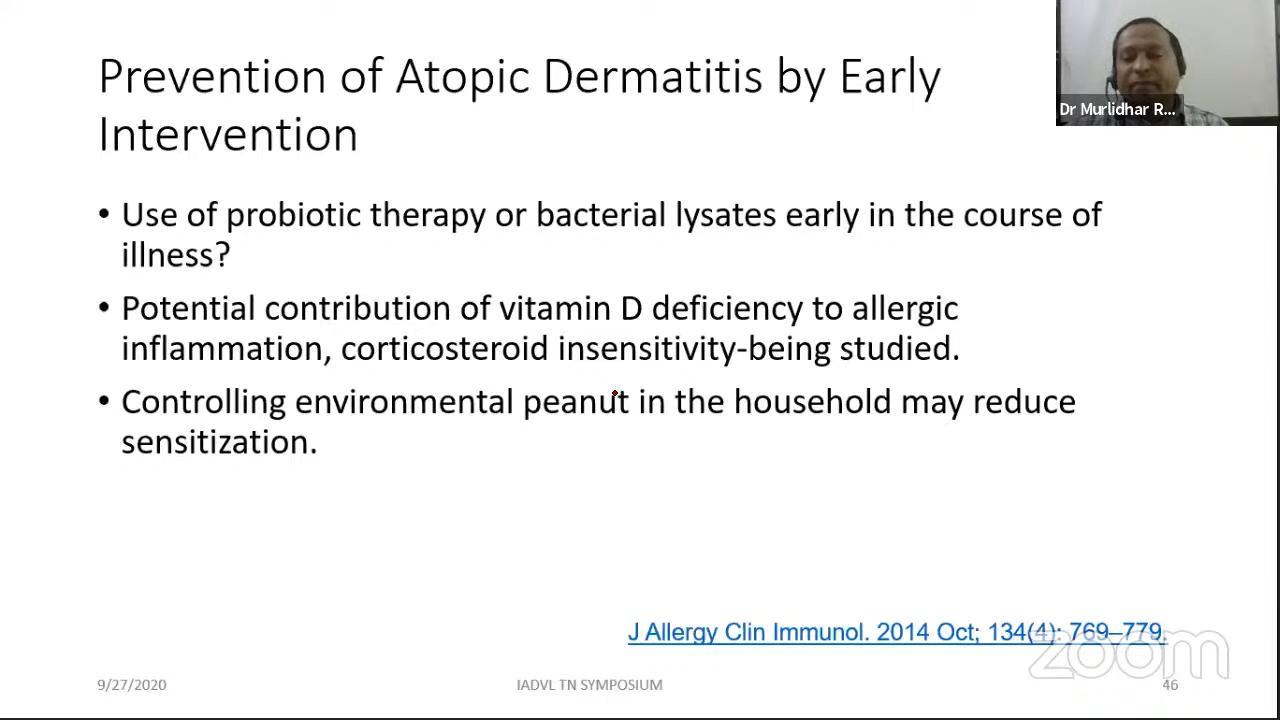 Prevention of Atopic Dermatitis by Early
Intervention
Dr Murlidhar R...
• Use of probiotic therapy or bacterial lysates early in the course of
illness?
• Potential contribution of vitamin D deficiency to allergic
inflammation, corticosteroid insensitivity-being studied.
• Controlling environmental peanut in the household may reduce
sensitization.
J Allergy Clin Immunol. 2014 Oct; 134(4): 769–779.
zoom
9/27/2020
IADVL TN SYMPOSIUM
46